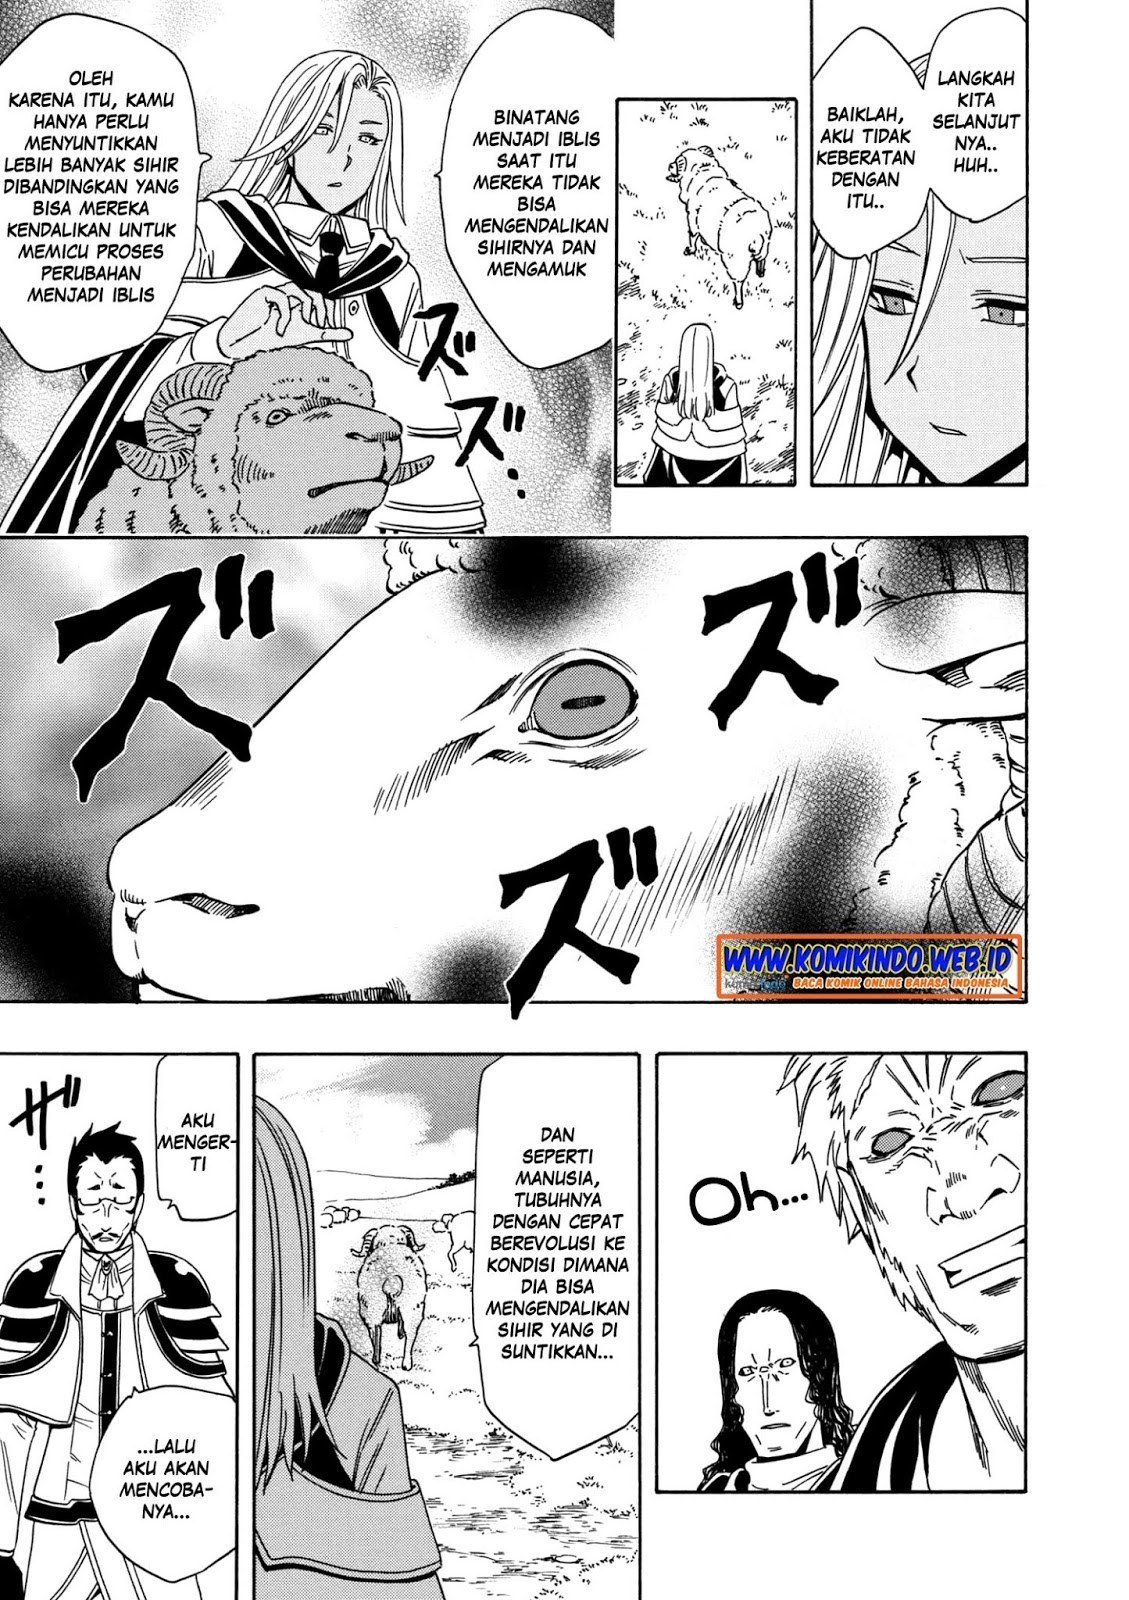 LANGKAH
KITA
SELANJUT
NYA..
HUH..
BAIKLAH,
AKU TIDAK
KEBERATAN
DENGAN
ITU..
BINATANG
MENJADI IBLIS
SAAT ITU
MEREKA TIDAK
BISA
MENGENDALIKAN
SIHIRNYA DAN
MENGAMUK
OLEH
KARENA ITU, KAMU
HANYA PERLU
MENYUNTIKKAN
LEBIH BANYAK SIHIR
DIBANDINGKAN YANG
BISA MEREKA
KENDALIKAN UNTUK
MEMICU PROSES
PERUBAHAN
MENJADI IBLIS
ズ
ズ...
ズ
ズ
ズ
WWW.KOMIKINDO.WEB.ID
BACA KOMIK ONLINE BAHASA INDONESIA
Oh...
DAN
SEPERTI
MANUSIA,
TUBUHNYA
DENGAN CEPAT
BEREVOLUSI KE
KONDISI DIMANA
DIA BISA
MENGENDALIKAN
SIHIR YANG DI
SUNTIKKAN...
AKU
MENGER-
TI
ザ...
...LALU
AKU AKAN
MENCOBA-
NYA...